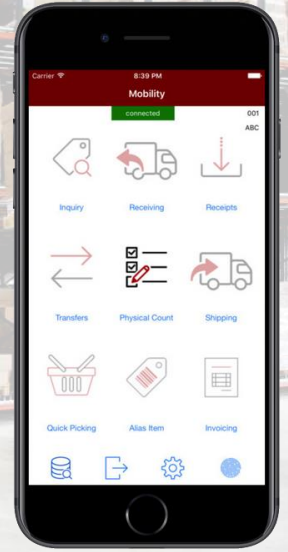 Carrier 8:39 PM
Mobility
connected 001
ABC
Inquiry Receiving Receipts
Transfers Physical Count Shipping
Quick Picking Alias Item Invoicing